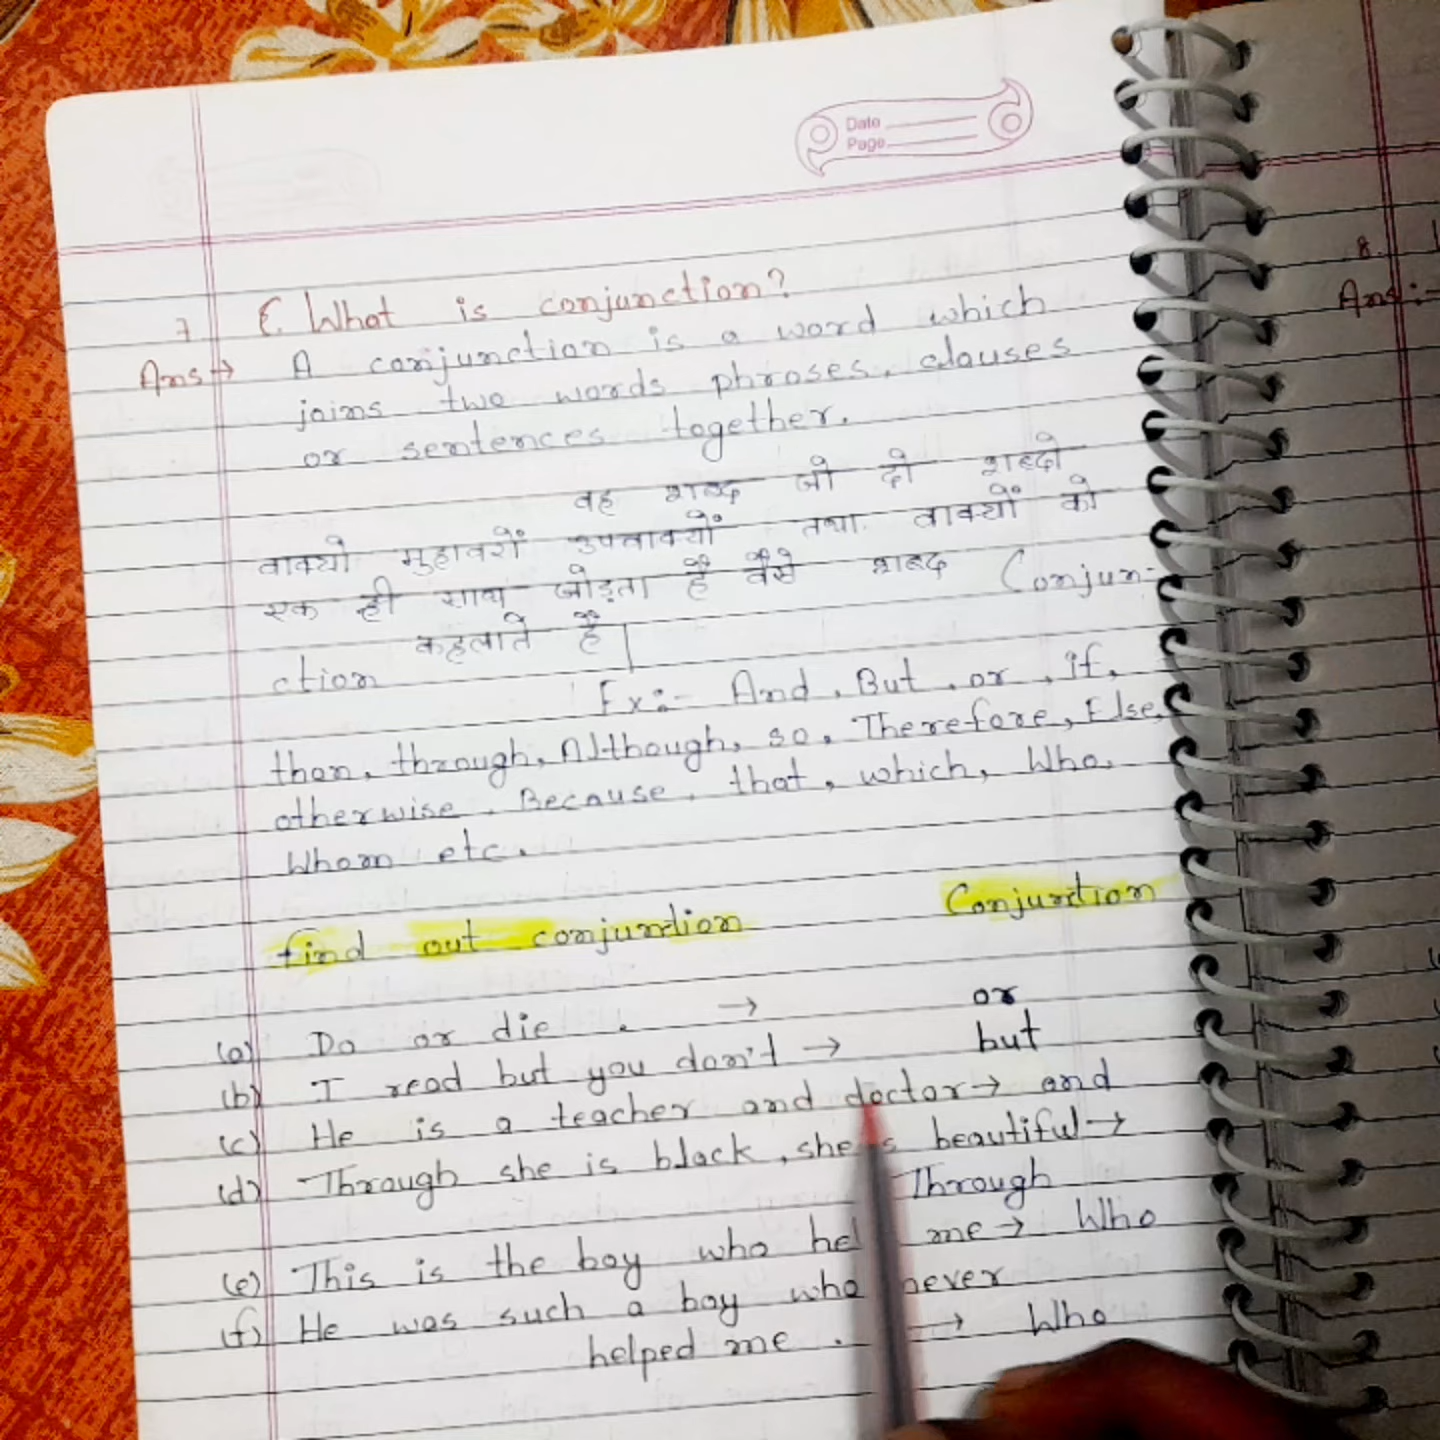 Date
Page
7 E. What is conjunction?
Ans → A conjunction is a word which
joins two words phrases, clauses
or sentences together.
वह शब्द जो दो शब्दो
वाक्यो मुहावरों उपवाक्यों तथा वाक्यों को
एक ही साथ जोड़ता हैं वैसे शब्द Conjun-
ction कहलाते हैं।
Ex:- And, But, or, if,
than, through, Although, so, Therefore, Else,
otherwise, Because, that, which, Who,
Whom etc.
find out conjunction Conjunction
(a) Do or die. → or
(b) I read but you don't → but
(c) He is a teacher and doctor → and
(d) Through she is black, she is beautiful →
Through
(e) This is the boy who me → Who
(f) He was such a boy who never
helped me. → Who
8.
Ans:-